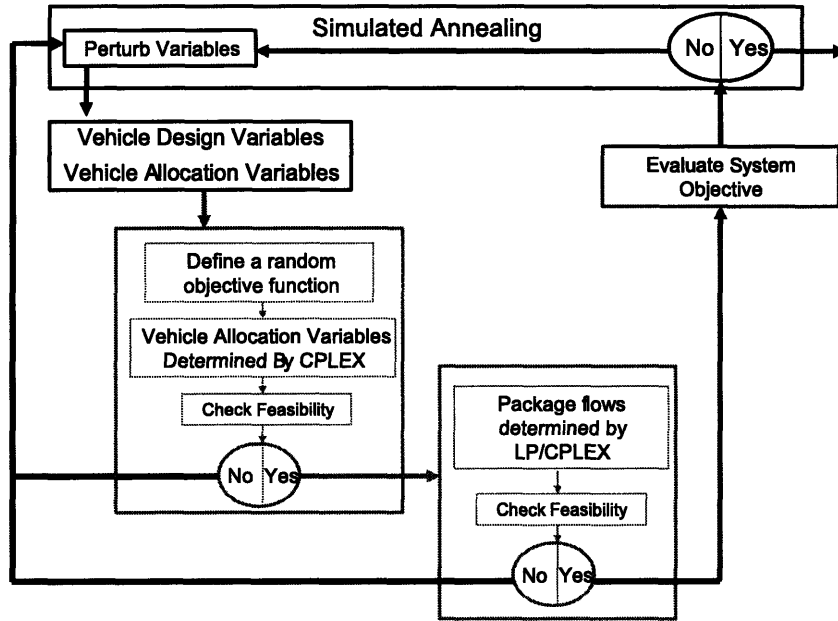 Simulated Annealing
Perturb Variables
No Yes
Vehicle Design Variables
Vehicle Allocation Variables
Evaluate System
Objective
Define a random
objective function
Vehicle Allocation Variables
Determined By CPLEX
Check Feasibility
No Yes
Package flows
determined by
LP/CPLEX
Check Feasibility
No Yes